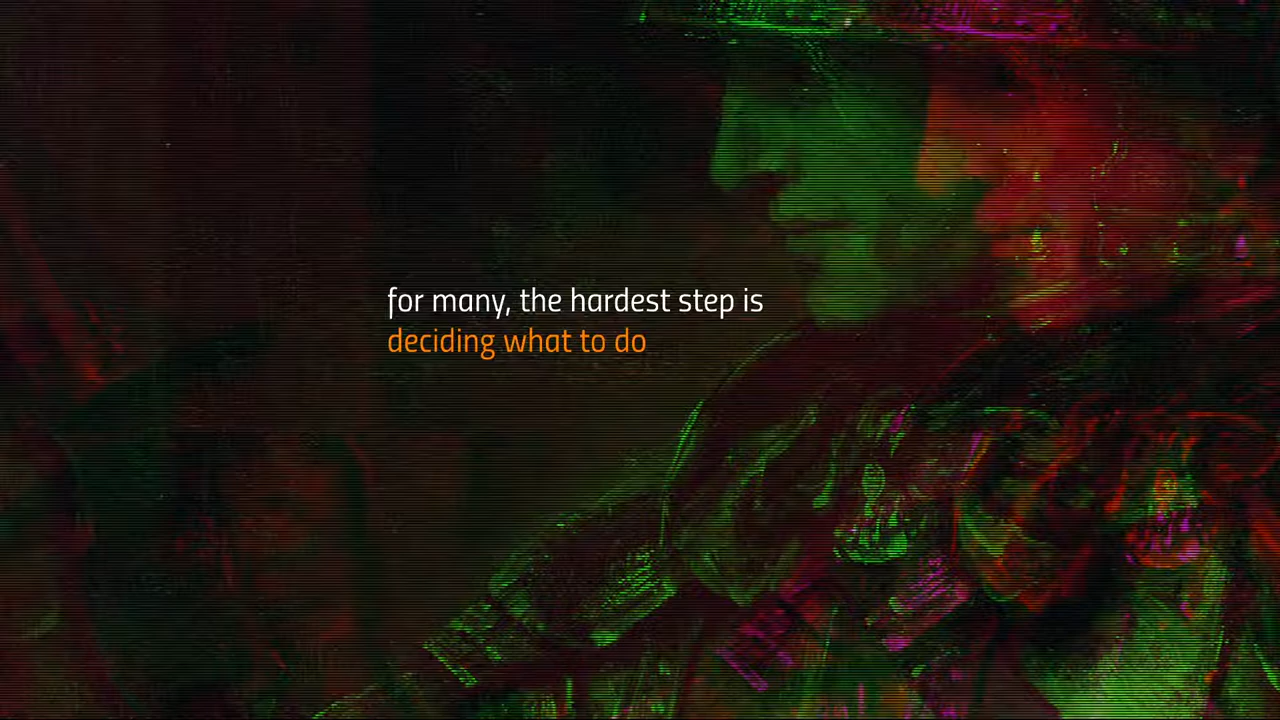 for many, the hardest step is
deciding what to do